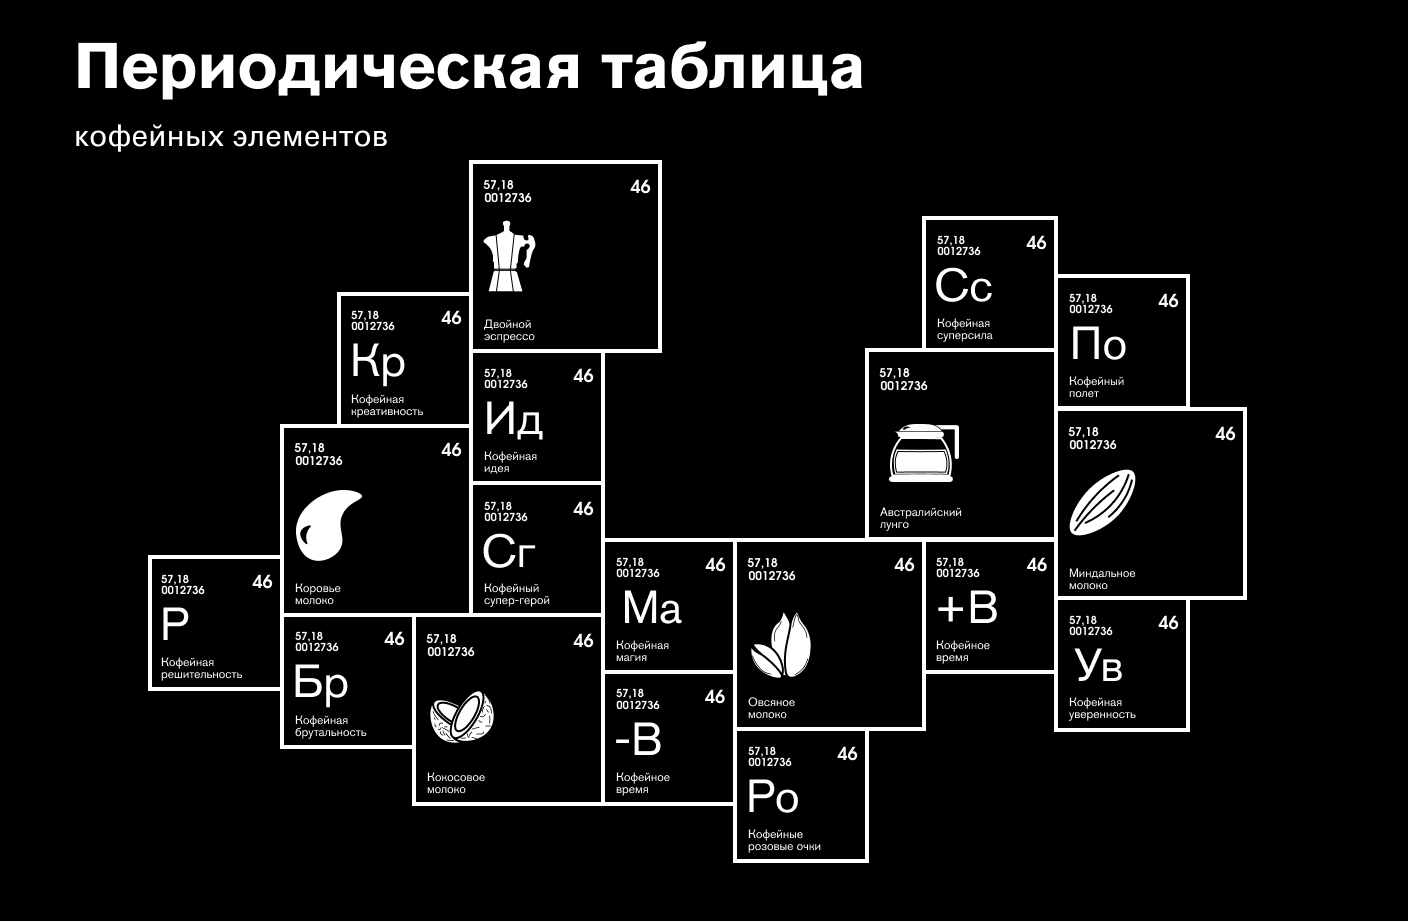 Периодическая таблица
кофейных элементов
57,18
0012736
46
Двойной
эспрессо
57,18
0012736
46
Сс
Кофейная
суперсила
57,18
0012736
46
По
Кофейный
полет
57,18
0012736
46
Кр
Кофейная
креативность
57,18
0012736
46
Ид
Кофейная
идея
57,18
0012736
Австралийский
лунго
57,18
0012736
46
Миндальное
молоко
57,18
0012736
46
Коровье
молоко
57,18
0012736
46
Сг
Кофейный
супер-герой
57,18
0012736
46
Ма
Кофейная
магия
57,18
0012736
46
Овсяное
молоко
57,18
0012736
46
+В
Кофейное
время
57,18
0012736
46
Р
Кофейная
решительность
57,18
0012736
46
Бр
Кофейная
брутальность
57,18
0012736
46
Кокосовое
молоко
57,18
0012736
46
-В
Кофейное
время
57,18
0012736
46
Ув
Кофейная
уверенность
57,18
0012736
46
Ро
Кофейные
розовые очки